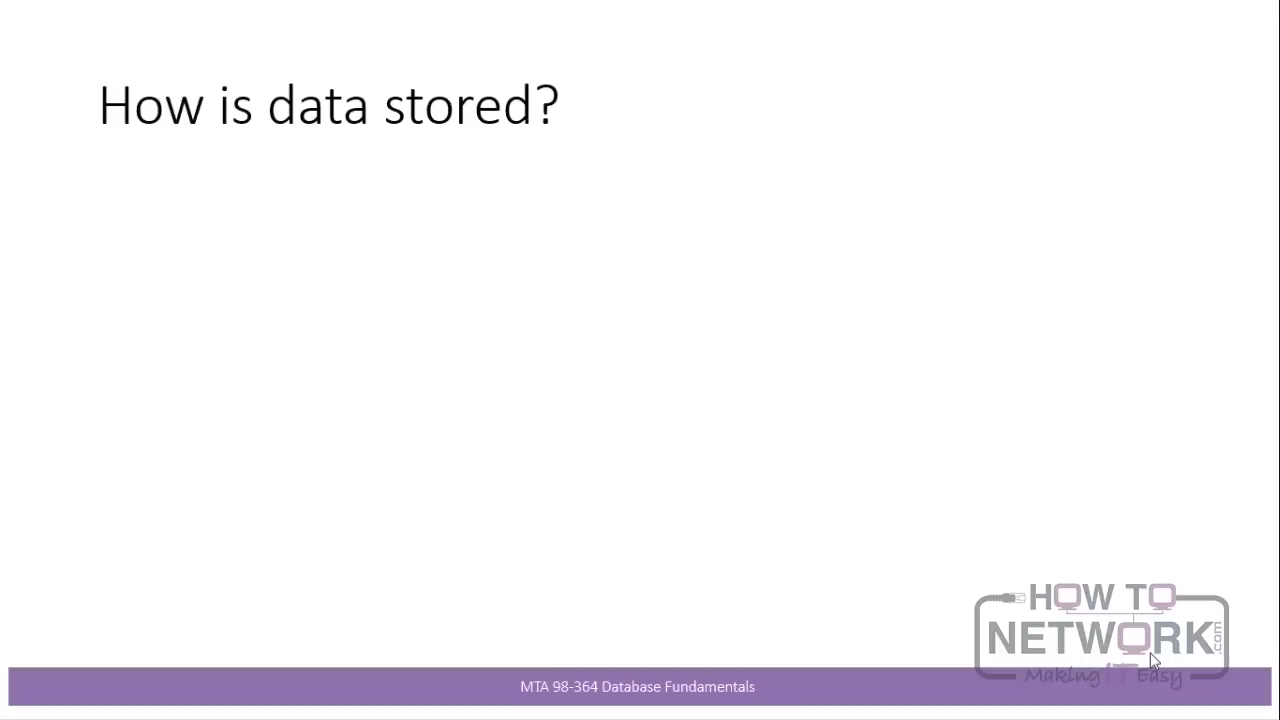 How is data stored?
HOW TO
NETWORK.com
Making IT Easy
MTA 98-364 Database Fundamentals